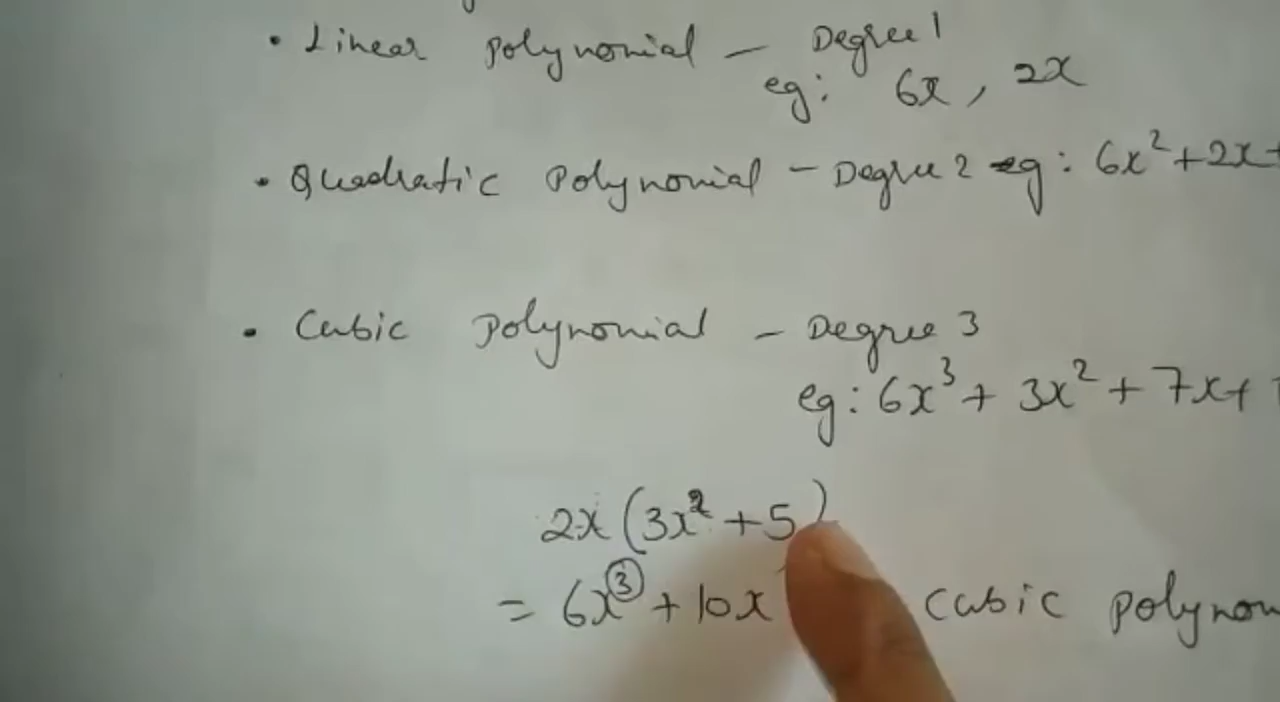 • Linear polynomial – Degree 1
eg: 6x, 2x
• Quadratic polynomial – Degree 2 eg: 6x² + 2x +
• Cubic polynomial – Degree 3
eg: 6x³ + 3x² + 7x +
2x (3x² + 5)
= 6x³ + 10x cubic polynom